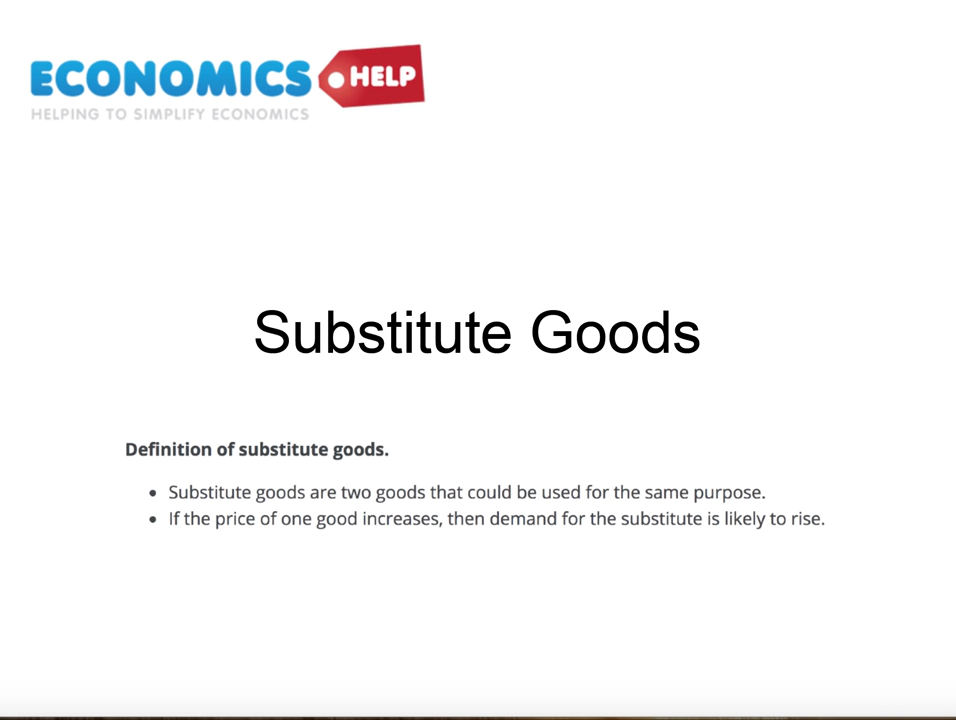 ECONOMICS HELP
HELPING TO SIMPLIFY ECONOMICS
Substitute Goods
Definition of substitute goods.
• Substitute goods are two goods that could be used for the same purpose.
• If the price of one good increases, then demand for the substitute is likely to rise.